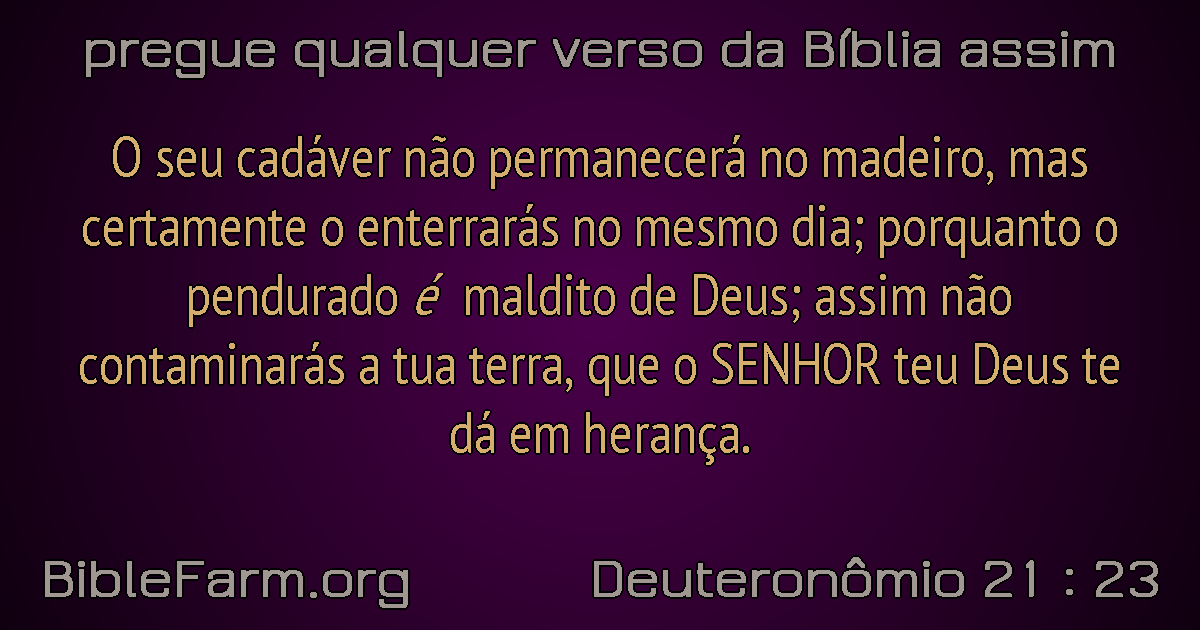 pregue qualquer verso da Bíblia assim
O seu cadáver não permanecerá no madeiro, mas
certamente o enterrarás no mesmo dia; porquanto o
pendurado é maldito de Deus; assim não
contaminarás a tua terra, que o SENHOR teu Deus te
dá em herança.
BibleFarm.org
Deuteronômio 21 : 23